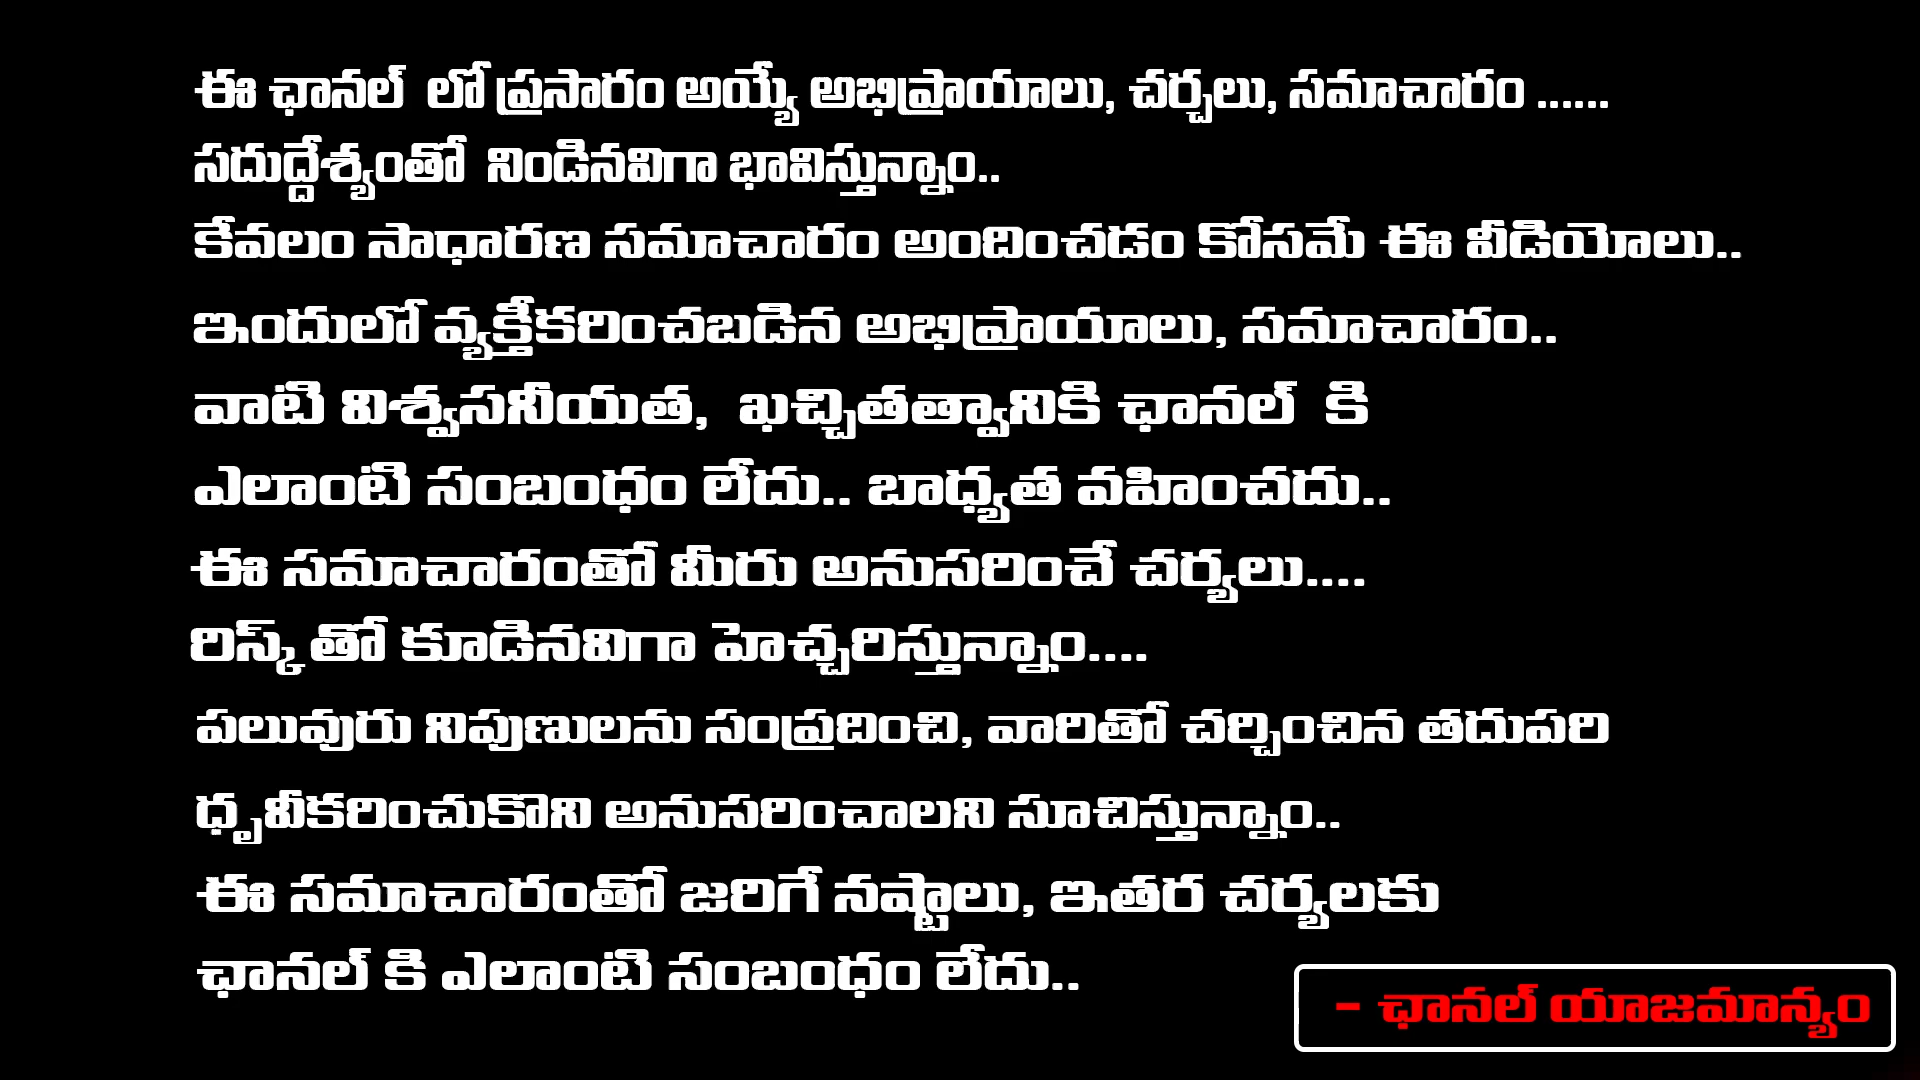 ఈ ఛానల్ లో ప్రసారం అయ్యే అభిప్రాయాలు, చర్చలు, సమాచారం ......
సదుద్దేశ్యంతో నిండినవిగా భావిస్తున్నాం..
కేవలం సాధారణ సమాచారం అందించడం కోసమే ఈ వీడియోలు..
ఇందులో వ్యక్తీకరించబడిన అభిప్రాయాలు, సమాచారం..
వాటి విశ్వసనీయత, ఖచ్చితత్వానికి ఛానల్ కి
ఎలాంటి సంబంధం లేదు.. బాధ్యత వహించదు..
ఈ సమాచారంతో మీరు అనుసరించే చర్యలు....
రిస్క్ తో కూడినవిగా హెచ్చరిస్తున్నాం....
పలువురు నిపుణులను సంప్రదించి, వారితో చర్చించిన తదుపరి
ధృవీకరించుకొని అనుసరించాలని సూచిస్తున్నాం..
ఈ సమాచారంతో జరిగే నష్టాలు, ఇతర చర్యలకు
ఛానల్ కి ఎలాంటి సంబంధం లేదు..
- ఛానల్ యాజమాన్యం